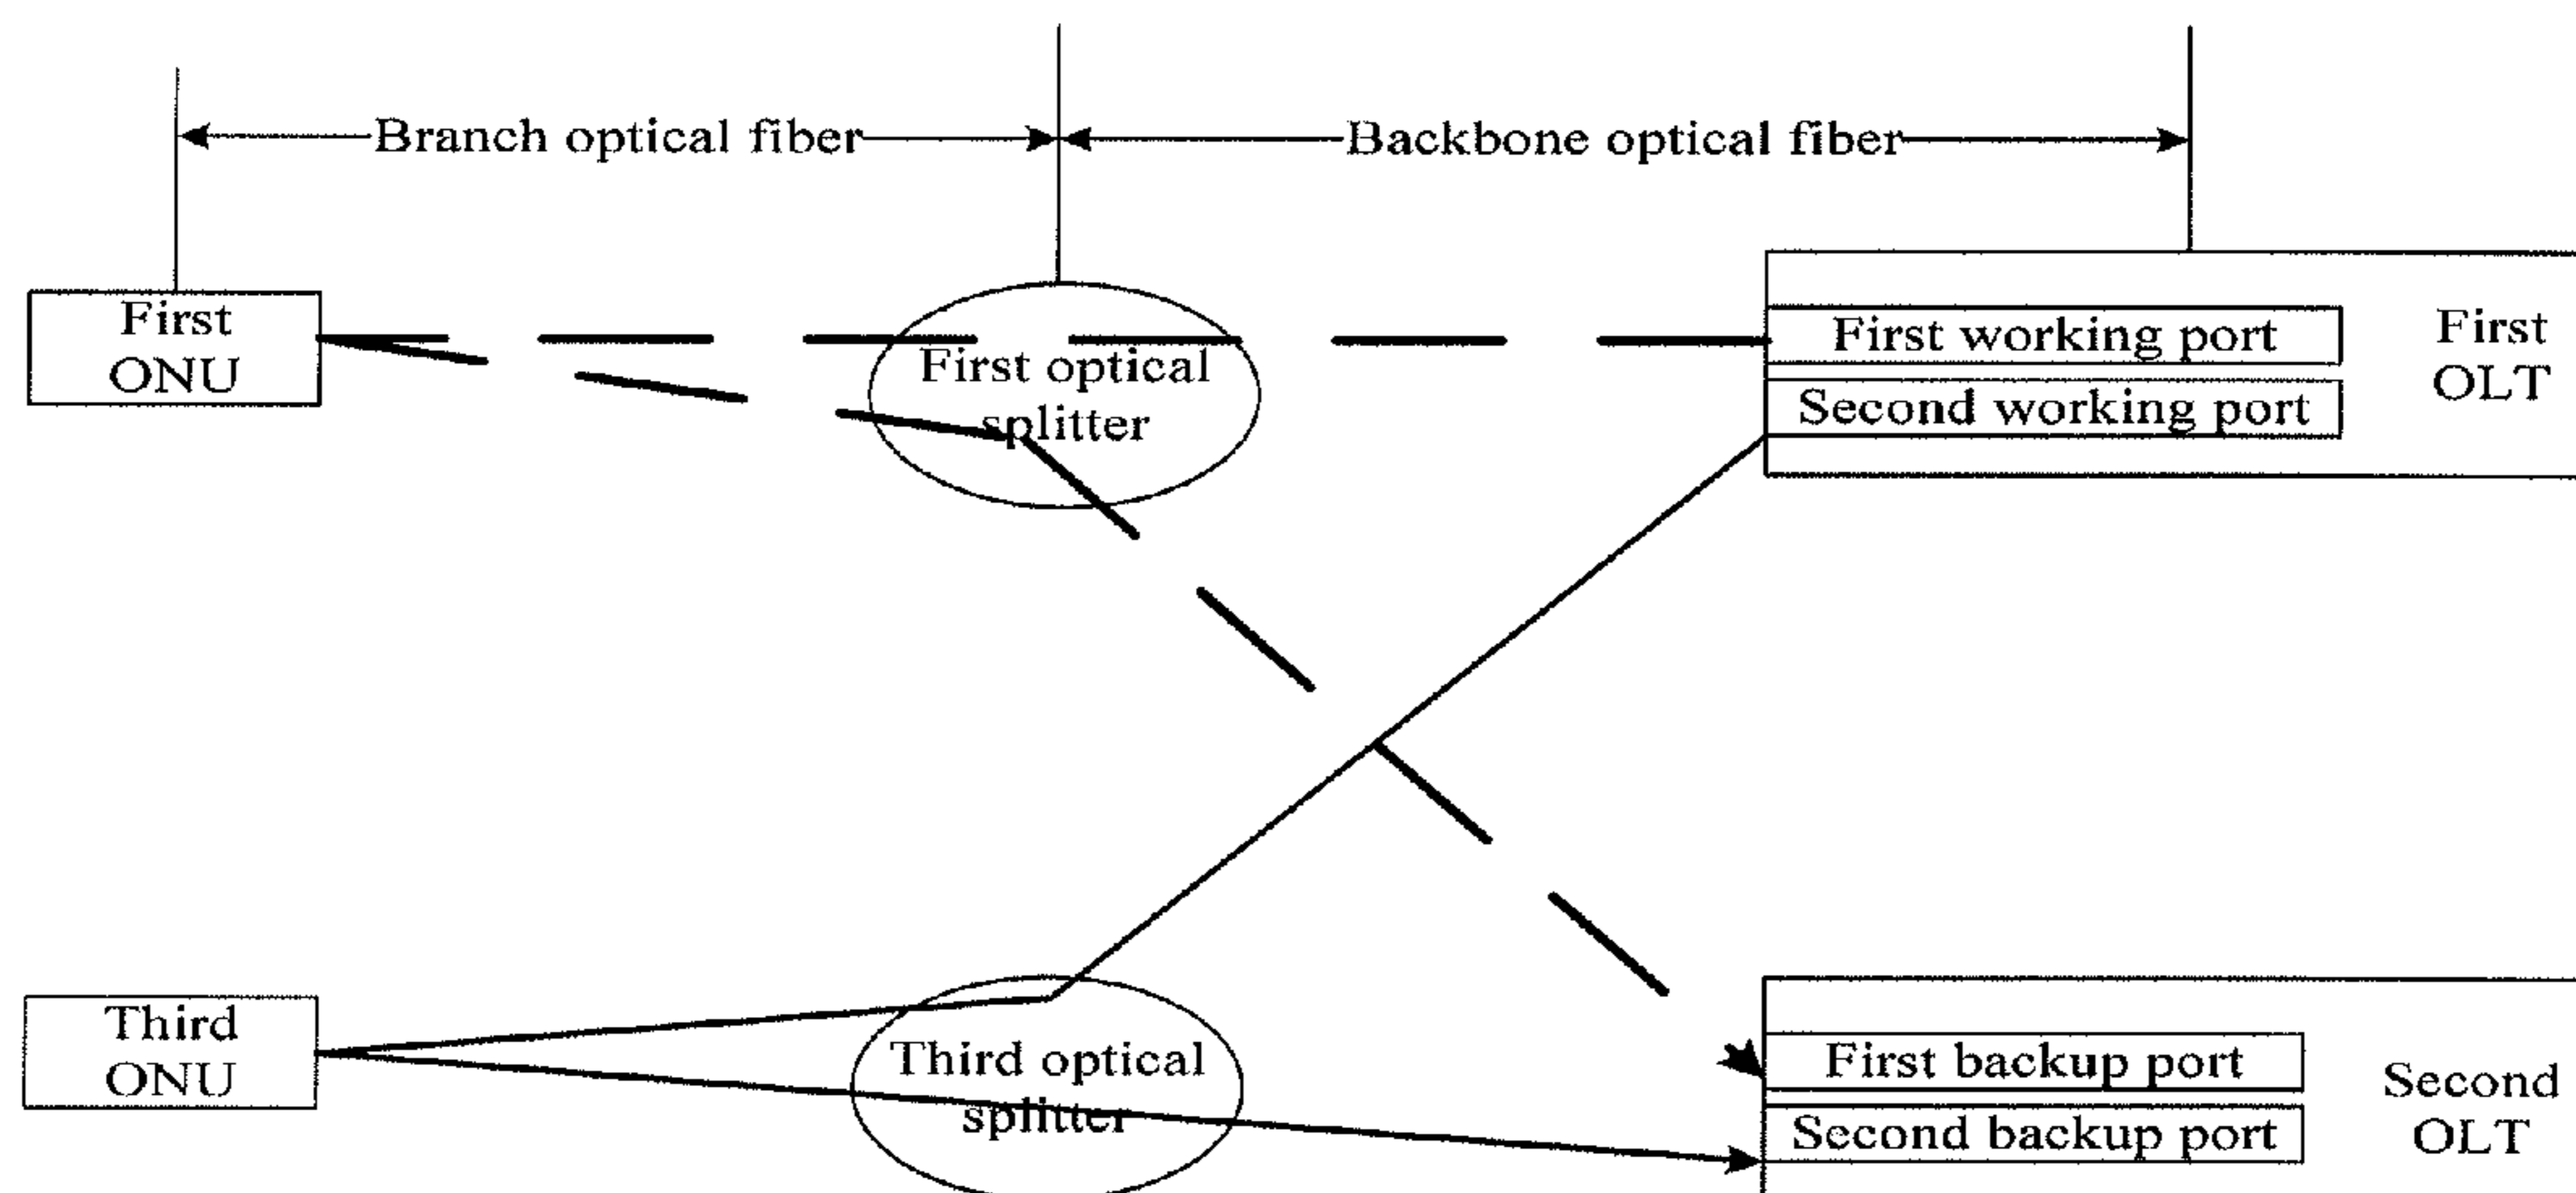 Branch optical fiber
Backbone optical fiber
First
ONU
First optical
splitter
First working port
Second working port
First
OLT
Third
ONU
Third optical
splitter
First backup port
Second backup port
Second
OLT